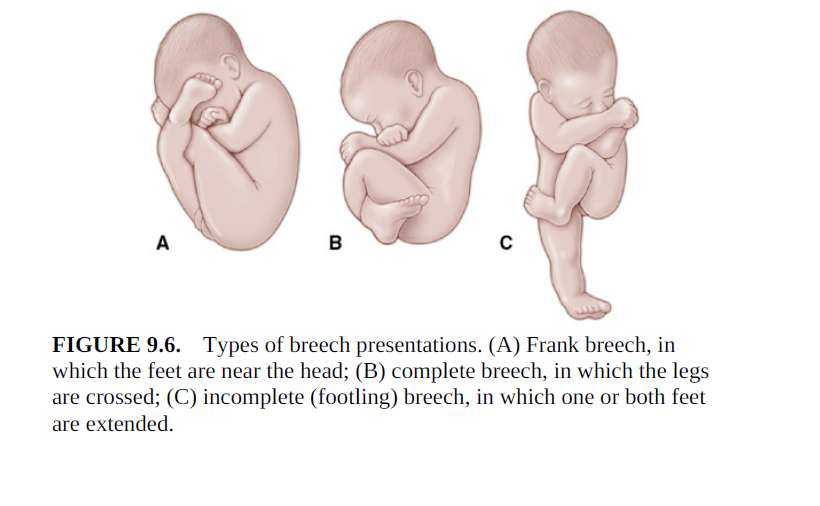 A B C
FIGURE 9.6. Types of breech presentations. (A) Frank breech, in
which the feet are near the head; (B) complete breech, in which the legs
are crossed; (C) incomplete (footling) breech, in which one or both feet
are extended.